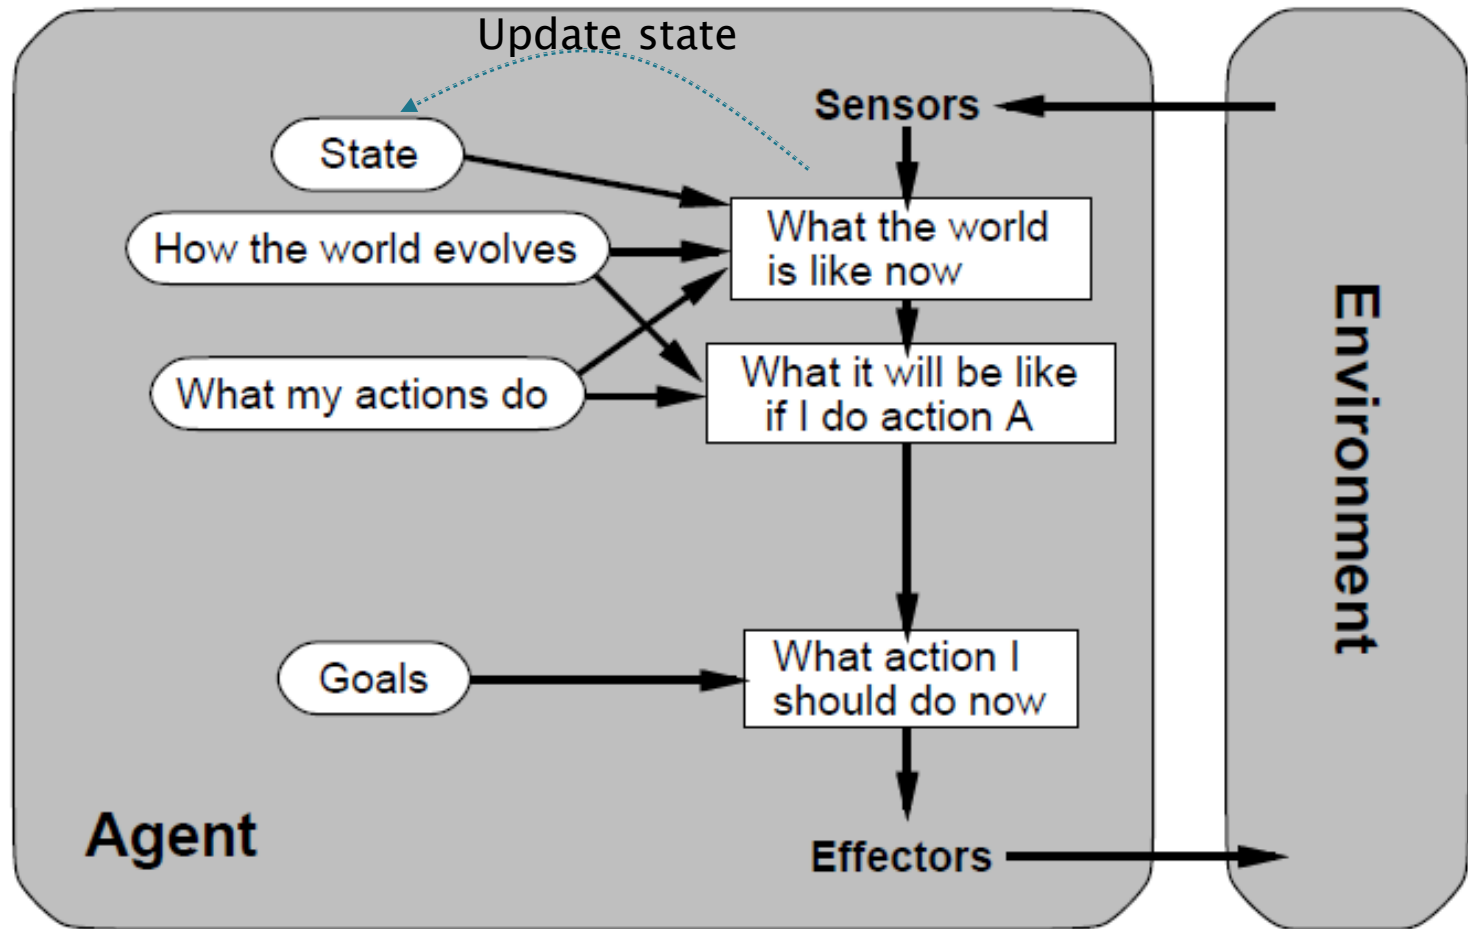 Update state
Sensors
State
What the world
is like now
How the world evolves
What it will be like
if I do action A
What my actions do
Environment
Goals
What action I
should do now
Agent
Effectors